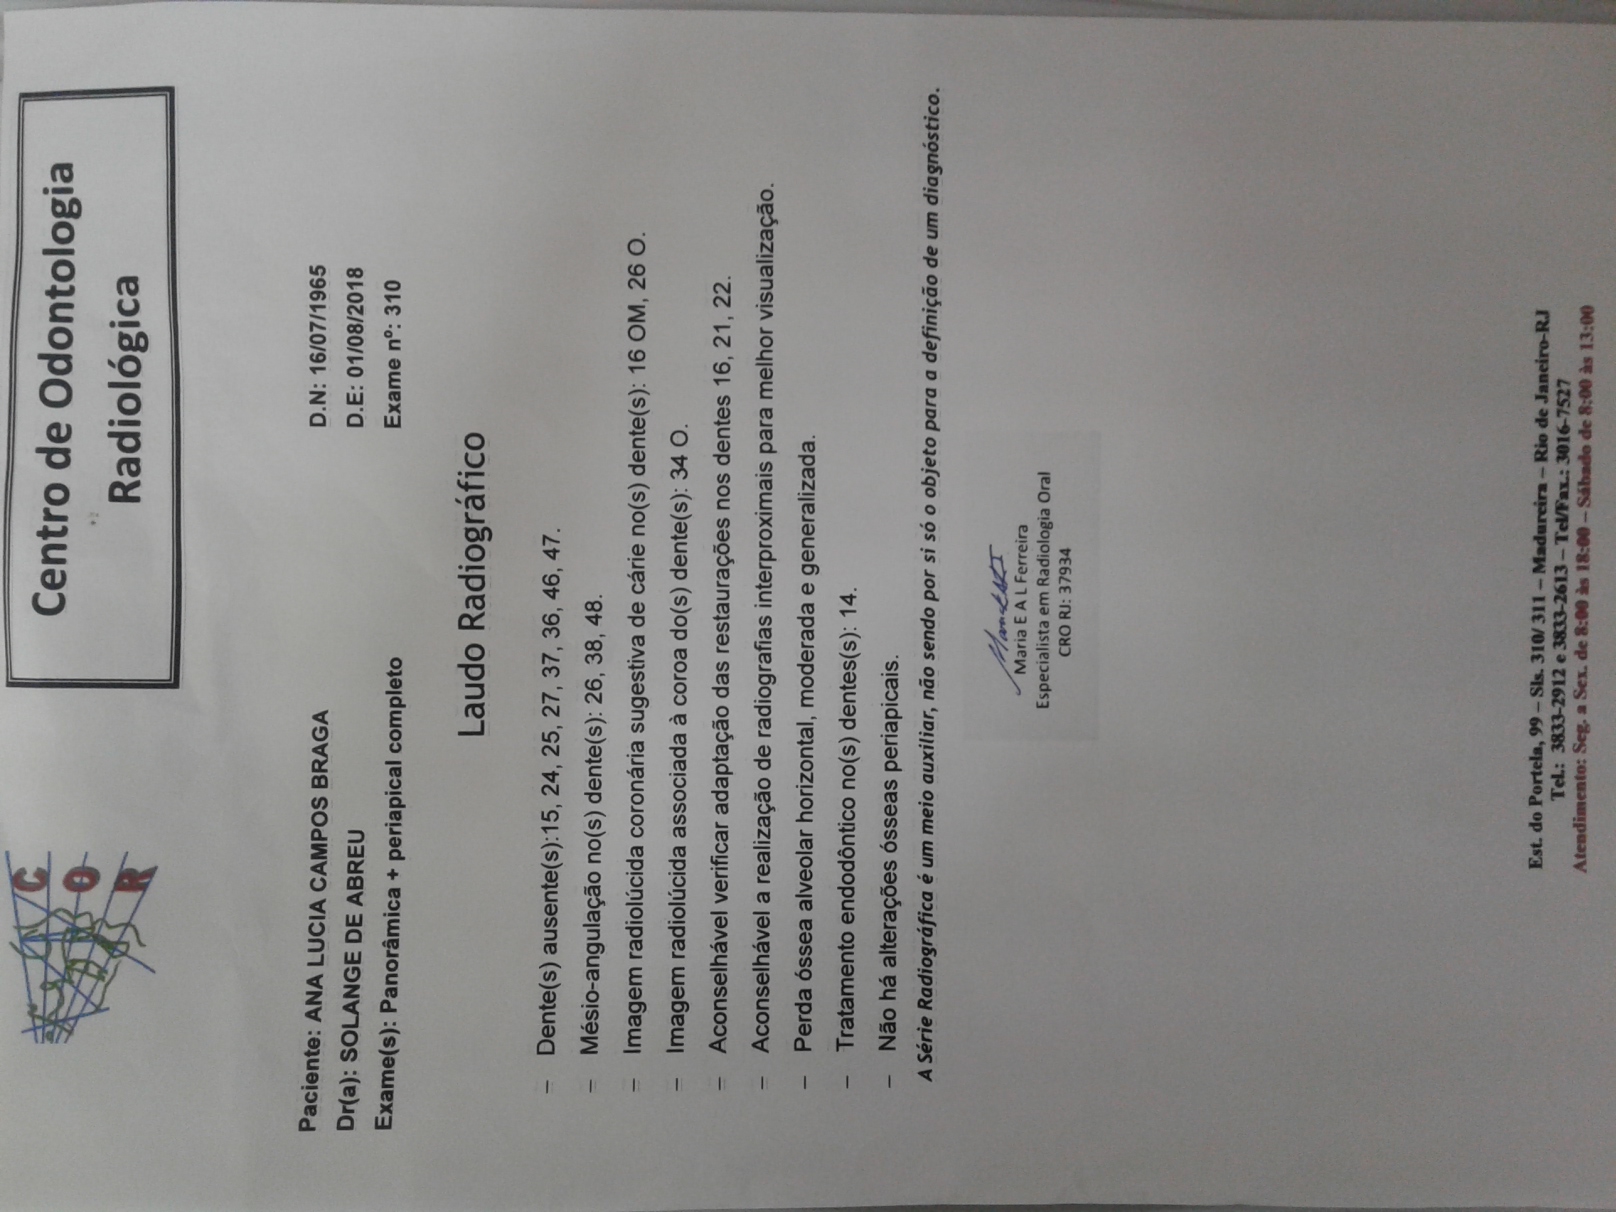 C
O
R
Centro de Odontologia
Radiológica
Paciente: ANA LUCIA CAMPOS BRAGA D.N: 16/07/1965
Dr(a): SOLANGE DE ABREU D.E: 01/08/2018
Exame(s): Panorâmica + periapical completo Exame nº: 310
Laudo Radiográfico
– Dente(s) ausente(s):15, 24, 25, 27, 37, 36, 46, 47.
– Mésio-angulação no(s) dente(s): 26, 38, 48.
– Imagem radiolúcida coronária sugestiva de cárie no(s) dente(s): 16 OM, 26 O.
– Imagem radiolúcida associada à coroa do(s) dente(s): 34 O.
– Aconselhável verificar adaptação das restaurações nos dentes 16, 21, 22.
– Aconselhável a realização de radiografias interproximais para melhor visualização.
– Perda óssea alveolar horizontal, moderada e generalizada.
– Tratamento endodôntico no(s) dentes(s): 14.
– Não há alterações ósseas periapicais.
A Série Radiográfica é um meio auxiliar, não sendo por si só o objeto para a definição de um diagnóstico.
Maria E A L Ferreira
Especialista em Radiologia Oral
CRO RJ: 37934
Est. do Portela, 99 – Sls. 310/ 311 – Madureira – Rio de Janeiro-RJ
Tel.: 3833-2912 e 3833-2613 – Tel/Fax.: 3016-7527
Atendimento: Seg. a Sex. de 8:00 às 18:00 – Sábado de 8:00 às 13:00